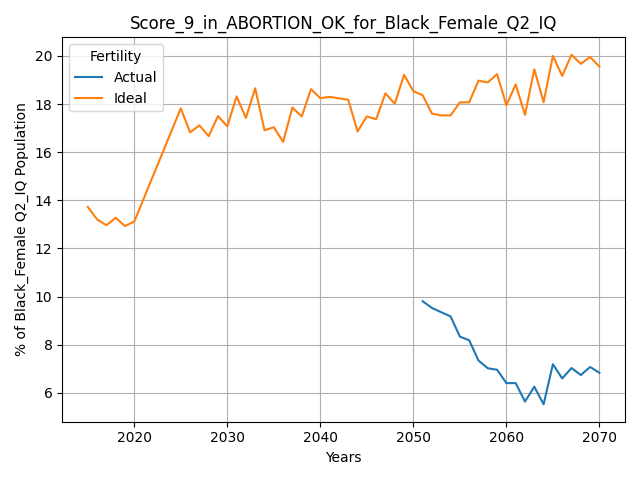 Score_9_in_ABORTION_OK_for_Black_Female_Q2_IQ
Fertility
Actual
Ideal
% of Black_Female Q2_IQ Population
20
18
16
14
12
10
8
6
2020 2030 2040 2050 2060 2070
Years